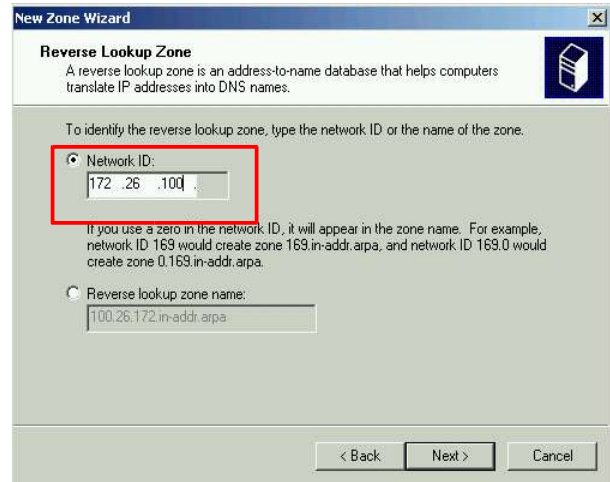 New Zone Wizard
Reverse Lookup Zone
A reverse lookup zone is an address-to-name database that helps computers
translate IP addresses into DNS names.
To identify the reverse lookup zone, type the network ID or the name of the zone.
Network ID:
172 .26 .100 .
If you use a zero in the network ID, it will appear in the zone name. For example,
network ID 169 would create zone 169.in-addr.arpa, and network ID 169.0 would
create zone 0.169.in-addr.arpa.
Reverse lookup zone name:
100.26.172.in-addr.arpa
< Back Next > Cancel